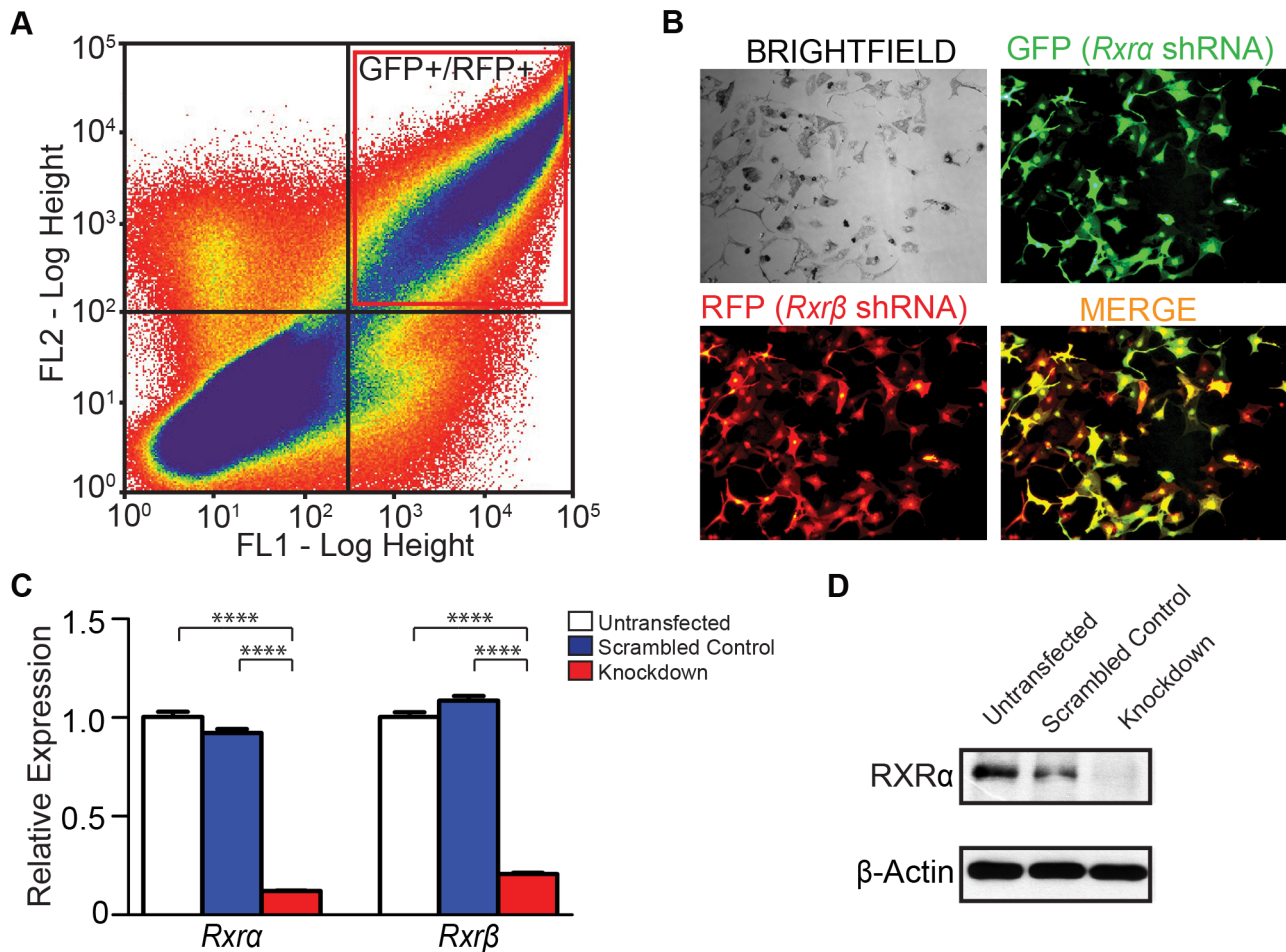 A
10⁵
10⁴
10³
10²
10¹
10⁰
FL2 - Log Height
GFP+/RFP+
10⁰ 10¹ 10² 10³ 10⁴ 10⁵
FL1 - Log Height
B
BRIGHTFIELD
GFP (Rxrα shRNA)
RFP (Rxrβ shRNA)
MERGE
C
1.5
1.0
0.5
0
Relative Expression
****
****
****
****
Rxrα
Rxrβ
Untransfected
Scrambled Control
Knockdown
D
Untransfected
Scrambled Control
Knockdown
RXRα
β-Actin